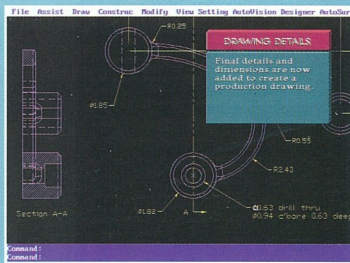 File Assist Draw Construc Modify View Setting AutoVision Designer AutoSur
R0.25
DRAWING DETAILS
Final details and
dimensions are now
added to create a
production drawing.
ø1.85
R0.55
R2.43
Section A-A
ø1.82
A
ø0.63 drill thru
ø0.94 c'bore 0.63 deep
Command:
Command: